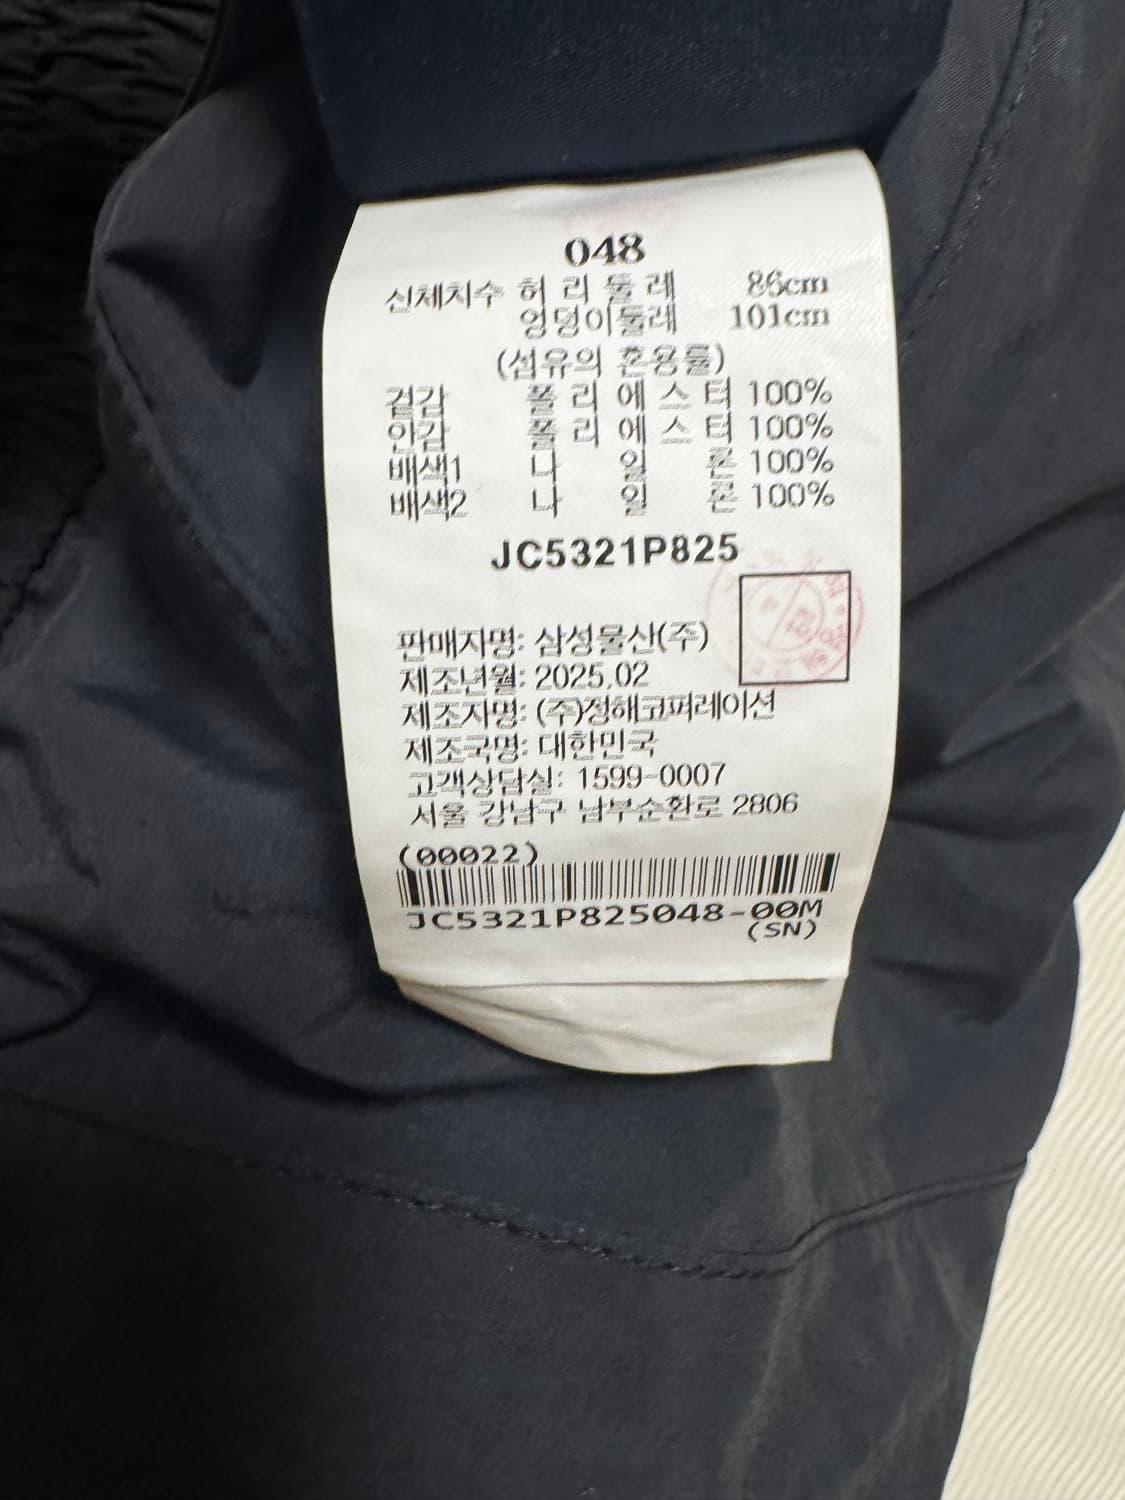 048
신체치수 허리둘레 86cm
엉덩이둘레 101cm
(섬유의 혼용률)
겉감 폴리에스터 100%
안감 폴리에스터 100%
배색1 나일론 100%
배색2 나일론 100%
JC5321P825
판매자명: 삼성물산(주)
제조년월: 2025.02
제조자명: (주)정해코퍼레이션
제조국명: 대한민국
고객상담실: 1599-0007
서울 강남구 남부순환로 2806
(00022)
JC5321P825048-00M
(SN)